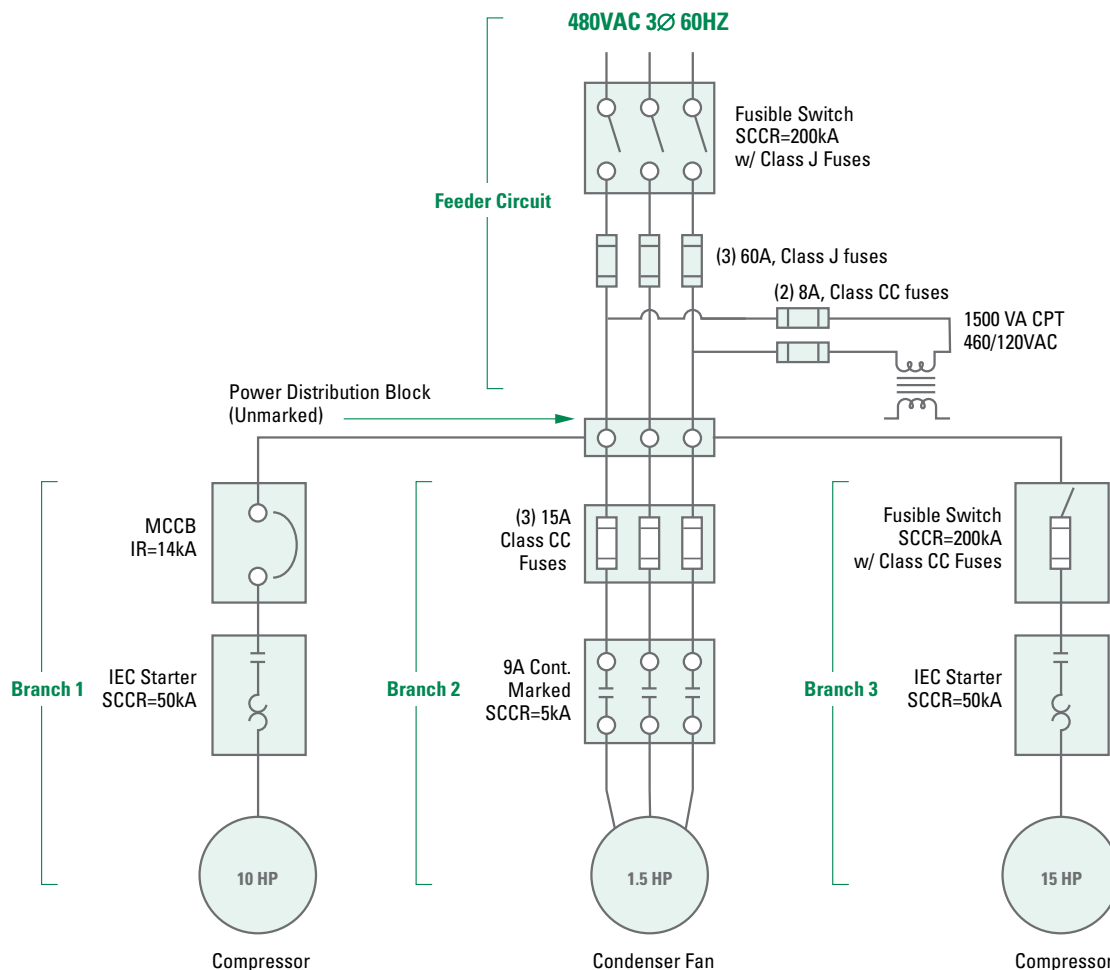 480VAC 3Ø 60HZ
Fusible Switch
SCCR=200kA
w/ Class J Fuses
Feeder Circuit
(3) 60A, Class J fuses
(2) 8A, Class CC fuses
1500 VA CPT
460/120VAC
Power Distribution Block
(Unmarked)
MCCB
IR=14kA
(3) 15A
Class CC
Fuses
Fusible Switch
SCCR=200kA
w/ Class CC Fuses
Branch 1
IEC Starter
SCCR=50kA
Branch 2
9A Cont.
Marked
SCCR=5kA
Branch 3
IEC Starter
SCCR=50kA
10 HP
1.5 HP
15 HP
Compressor
Condenser Fan
Compressor